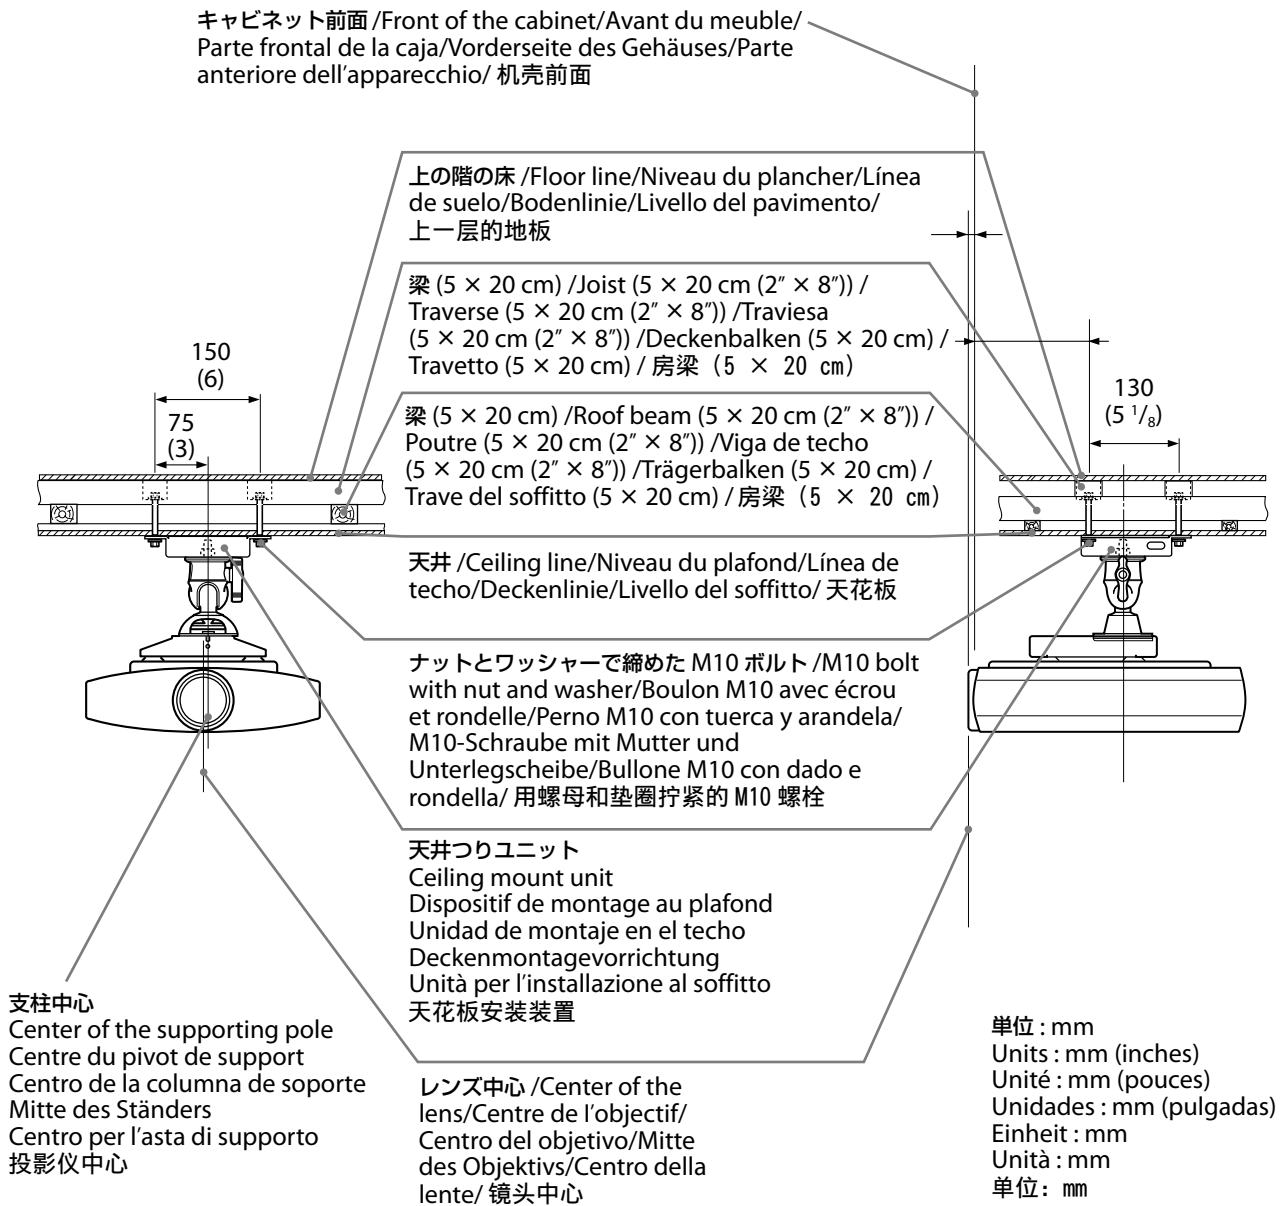 キャビネット前面 /Front of the cabinet/Avant du meuble/
Parte frontal de la caja/Vorderseite des Gehäuses/Parte
anteriore dell'apparecchio/ 机壳前面
上の階の床 /Floor line/Niveau du plancher/Línea
de suelo/Bodenlinie/Livello del pavimento/
上一层的地板
梁 (5 × 20 cm) /Joist (5 × 20 cm (2″ × 8″)) /
Traverse (5 × 20 cm (2″ × 8″)) /Traviesa
(5 × 20 cm (2″ × 8″)) /Deckenbalken (5 × 20 cm) /
Travetto (5 × 20 cm) / 房梁 (5 × 20 cm)
150
(6)
75
(3)
130
(5 1/8)
梁 (5 × 20 cm) /Roof beam (5 × 20 cm (2″ × 8″)) /
Poutre (5 × 20 cm (2″ × 8″)) /Viga de techo
(5 × 20 cm (2″ × 8″)) /Trägerbalken (5 × 20 cm) /
Trave del soffitto (5 × 20 cm) / 房梁 (5 × 20 cm)
天井 /Ceiling line/Niveau du plafond/Línea de
techo/Deckenlinie/Livello del soffitto/ 天花板
ナットとワッシャーで締めた M10 ボルト /M10 bolt
with nut and washer/Boulon M10 avec écrou
et rondelle/Perno M10 con tuerca y arandela/
M10-Schraube mit Mutter und
Unterlegscheibe/Bullone M10 con dado e
rondella/ 用螺母和垫圈拧紧的 M10 螺栓
天井つりユニット
Ceiling mount unit
Dispositif de montage au plafond
Unidad de montaje en el techo
Deckenmontagevorrichtung
Unità per l'installazione al soffitto
天花板安装装置
支柱中心
Center of the supporting pole
Centre du pivot de support
Centro de la columna de soporte
Mitte des Ständers
Centro per l'asta di supporto
投影仪中心
レンズ中心 /Center of the
lens/Centre de l'objectif/
Centro del objetivo/Mitte
des Objektivs/Centro della
lente/ 镜头中心
単位 : mm
Units : mm (inches)
Unité : mm (pouces)
Unidades : mm (pulgadas)
Einheit : mm
Unità : mm
单位: mm